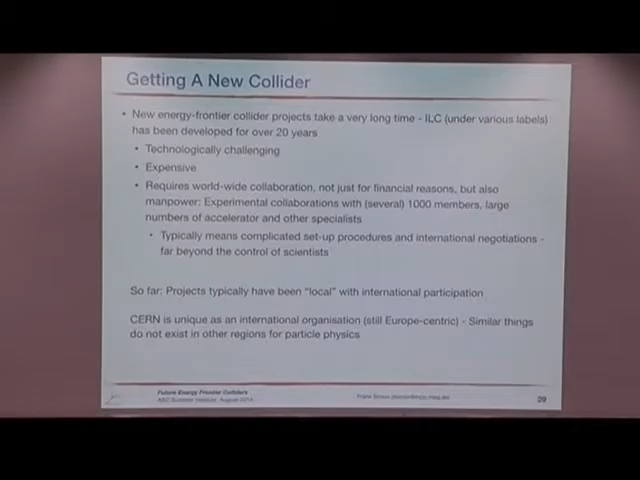 Getting A New Collider
• New energy-frontier collider projects take a very long time - ILC (under various labels)
has been developed for over 20 years
• Technologically challenging
• Expensive
• Requires world-wide collaboration, not just for financial reasons, but also
manpower: Experimental collaborations with (several) 1000 members, large
numbers of accelerator and other specialists
• Typically means complicated set-up procedures and international negotiations -
far beyond the control of scientists
So far: Projects typically have been "local" with international participation
CERN is unique as an international organisation (still Europe-centric) - Similar things
do not exist in other regions for particle physics
Future Energy Frontier Colliders
Summer Institute, August 2014
Frank Simon
29